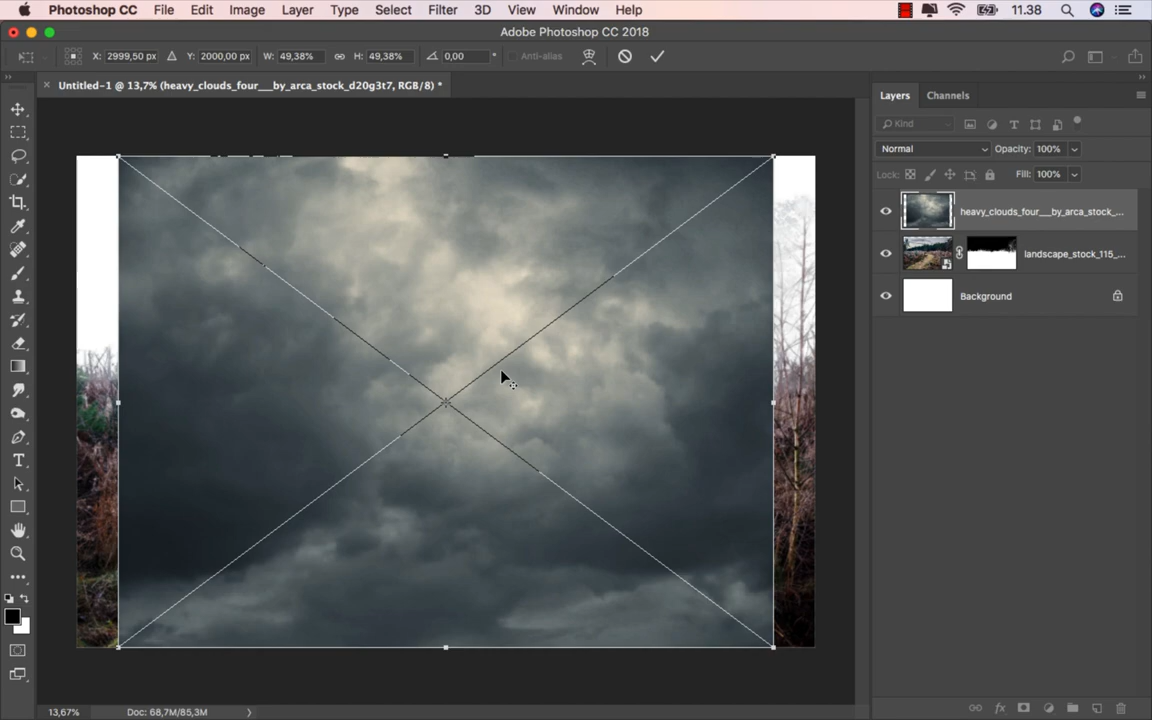 Photoshop CC File Edit Image Layer Type Select Filter 3D View Window Help 11.38
Adobe Photoshop CC 2018
X: 2999,50 px Y: 2000,00 px W: 49,38% H: 49,38% 0,00 Anti-alias
Untitled-1 @ 13,7% (heavy_clouds_four___by_arca_stock_d20g3t7, RGB/8) *
Layers Channels
Kind
Normal Opacity: 100%
Lock: Fill: 100%
heavy_clouds_four___by_arca_stock_...
landscape_stock_115_...
Background
13,67% Doc: 68,7M/85,3M